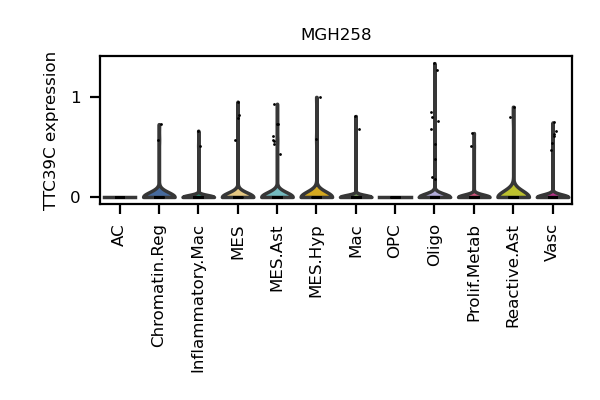 MGH258
TTC39C expression
1
0
AC
Chromatin.Reg
Inflammatory.Mac
MES
MES.Ast
MES.Hyp
Mac
OPC
Oligo
Prolif.Metab
Reactive.Ast
Vasc